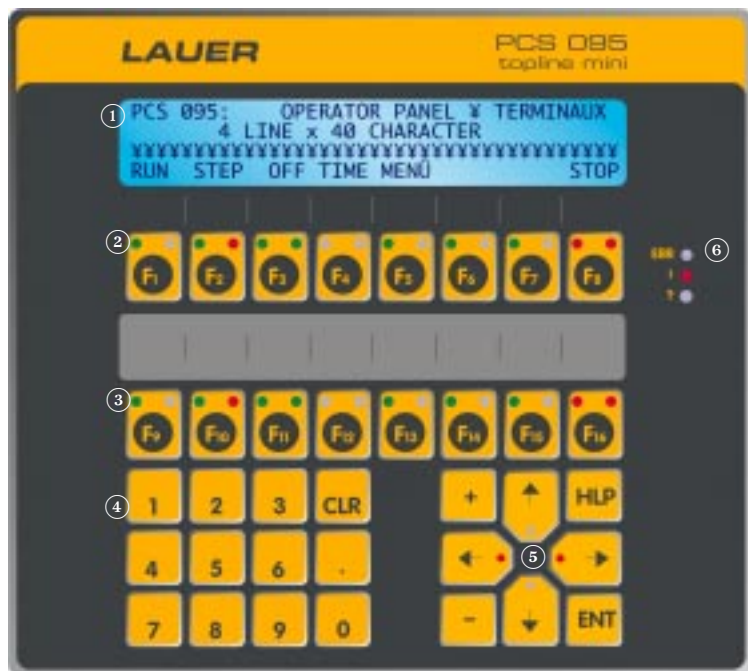 LAUER
PCS 095
topline mini
1
PCS 095: OPERATOR PANEL ¥ TERMINAUX
4 LINE x 40 CHARACTER
¥¥¥¥¥¥¥¥¥¥¥¥¥¥¥¥¥¥¥¥¥¥¥¥¥¥¥¥¥¥¥¥¥¥¥¥¥¥¥¥
RUN STEP OFF TIME MENÜ STOP
2
F1 F2 F3 F4 F5 F6 F7 F8
ERR 6
!
?
3
F9 F10 F11 F12 F13 F14 F15 F16
4
1 2 3 CLR + HLP
4 5 6 . 5
7 8 9 0 - ENT